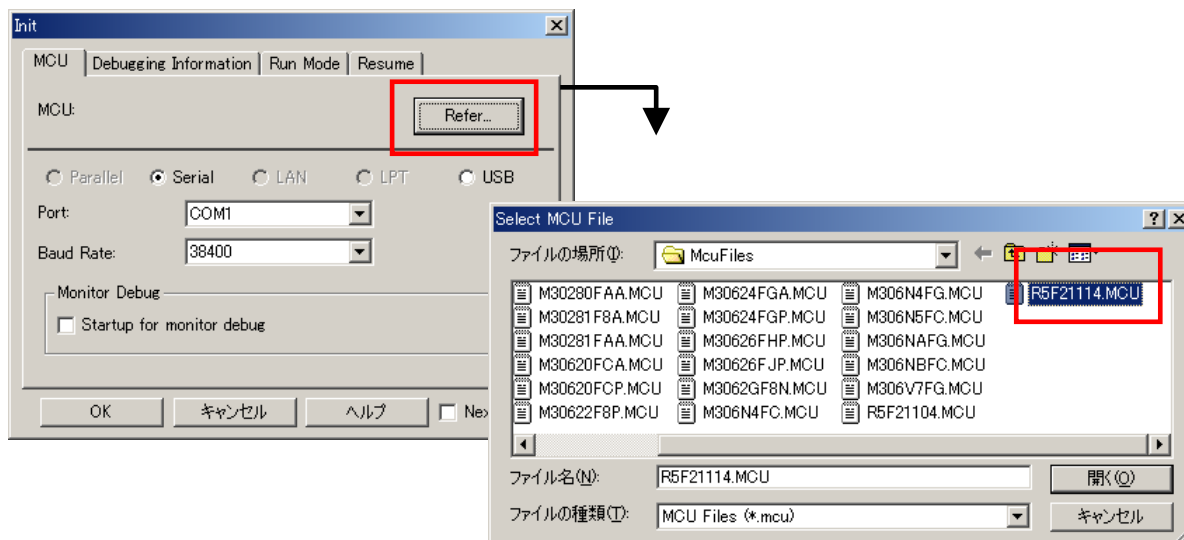 Init
MCU Debugging Information Run Mode Resume
MCU:
Refer...
Parallel Serial LAN LPT USB
Port: COM1
Baud Rate: 38400
Monitor Debug
Startup for monitor debug
OK キャンセル ヘルプ
Select MCU File
ファイルの場所(I): McuFiles
M30280FAA.MCU M30624FGA.MCU M306N4FG.MCU R5F21114.MCU
M30281F8A.MCU M30624FGP.MCU M306N5FC.MCU
M30281FAA.MCU M30626FHP.MCU M306NAFG.MCU
M30620FCA.MCU M30626FJP.MCU M306NBFC.MCU
M30620FCP.MCU M3062GF8N.MCU M306V7FG.MCU
M30622F8P.MCU M306N4FC.MCU R5F21104.MCU
ファイル名(N): R5F21114.MCU 開く(O)
ファイルの種類(T): MCU Files (*.mcu) キャンセル